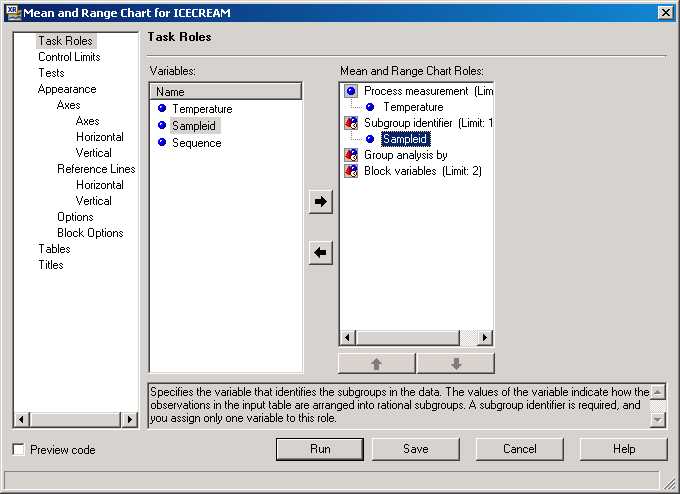 XR Mean and Range Chart for ICECREAM
Task Roles
Control Limits
Tests
Appearance
Axes
Axes
Horizontal
Vertical
Reference Lines
Horizontal
Vertical
Options
Block Options
Tables
Titles
Task Roles
Variables:
Name
Temperature
Sampleid
Sequence
Mean and Range Chart Roles:
Process measurement (Lim
Temperature
Subgroup identifier (Limit: 1
Sampleid
Group analysis by
Block variables (Limit: 2)
Specifies the variable that identifies the subgroups in the data. The values of the variable indicate how the
observations in the input table are arranged into rational subgroups. A subgroup identifier is required, and
you assign only one variable to this role.
Preview code
Run
Save
Cancel
Help